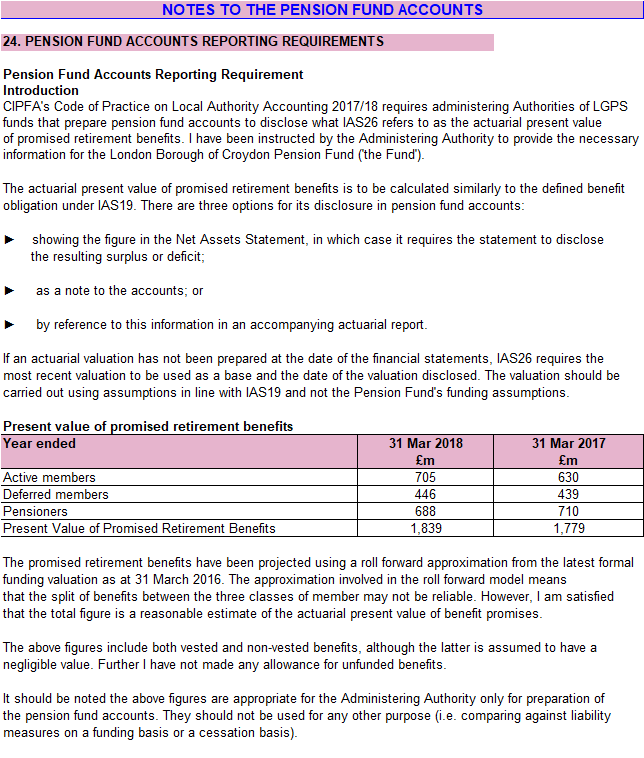 NOTES TO THE PENSION FUND ACCOUNTS
24. PENSION FUND ACCOUNTS REPORTING REQUIREMENTS
Pension Fund Accounts Reporting Requirement
Introduction
CIPFA's Code of Practice on Local Authority Accounting 2017/18 requires administering Authorities of LGPS
funds that prepare pension fund accounts to disclose what IAS26 refers to as the actuarial present value
of promised retirement benefits. I have been instructed by the Administering Authority to provide the necessary
information for the London Borough of Croydon Pension Fund ('the Fund').
The actuarial present value of promised retirement benefits is to be calculated similarly to the defined benefit
obligation under IAS19. There are three options for its disclosure in pension fund accounts:
► showing the figure in the Net Assets Statement, in which case it requires the statement to disclose
the resulting surplus or deficit;
► as a note to the accounts; or
► by reference to this information in an accompanying actuarial report.
If an actuarial valuation has not been prepared at the date of the financial statements, IAS26 requires the
most recent valuation to be used as a base and the date of the valuation disclosed. The valuation should be
carried out using assumptions in line with IAS19 and not the Pension Fund's funding assumptions.
Present value of promised retirement benefits
Year ended 31 Mar 2018 31 Mar 2017
£m £m
Active members 705 630
Deferred members 446 439
Pensioners 688 710
Present Value of Promised Retirement Benefits 1,839 1,779
The promised retirement benefits have been projected using a roll forward approximation from the latest formal
funding valuation as at 31 March 2016. The approximation involved in the roll forward model means
that the split of benefits between the three classes of member may not be reliable. However, I am satisfied
that the total figure is a reasonable estimate of the actuarial present value of benefit promises.
The above figures include both vested and non-vested benefits, although the latter is assumed to have a
negligible value. Further I have not made any allowance for unfunded benefits.
It should be noted the above figures are appropriate for the Administering Authority only for preparation of
the pension fund accounts. They should not be used for any other purpose (i.e. comparing against liability
measures on a funding basis or a cessation basis).